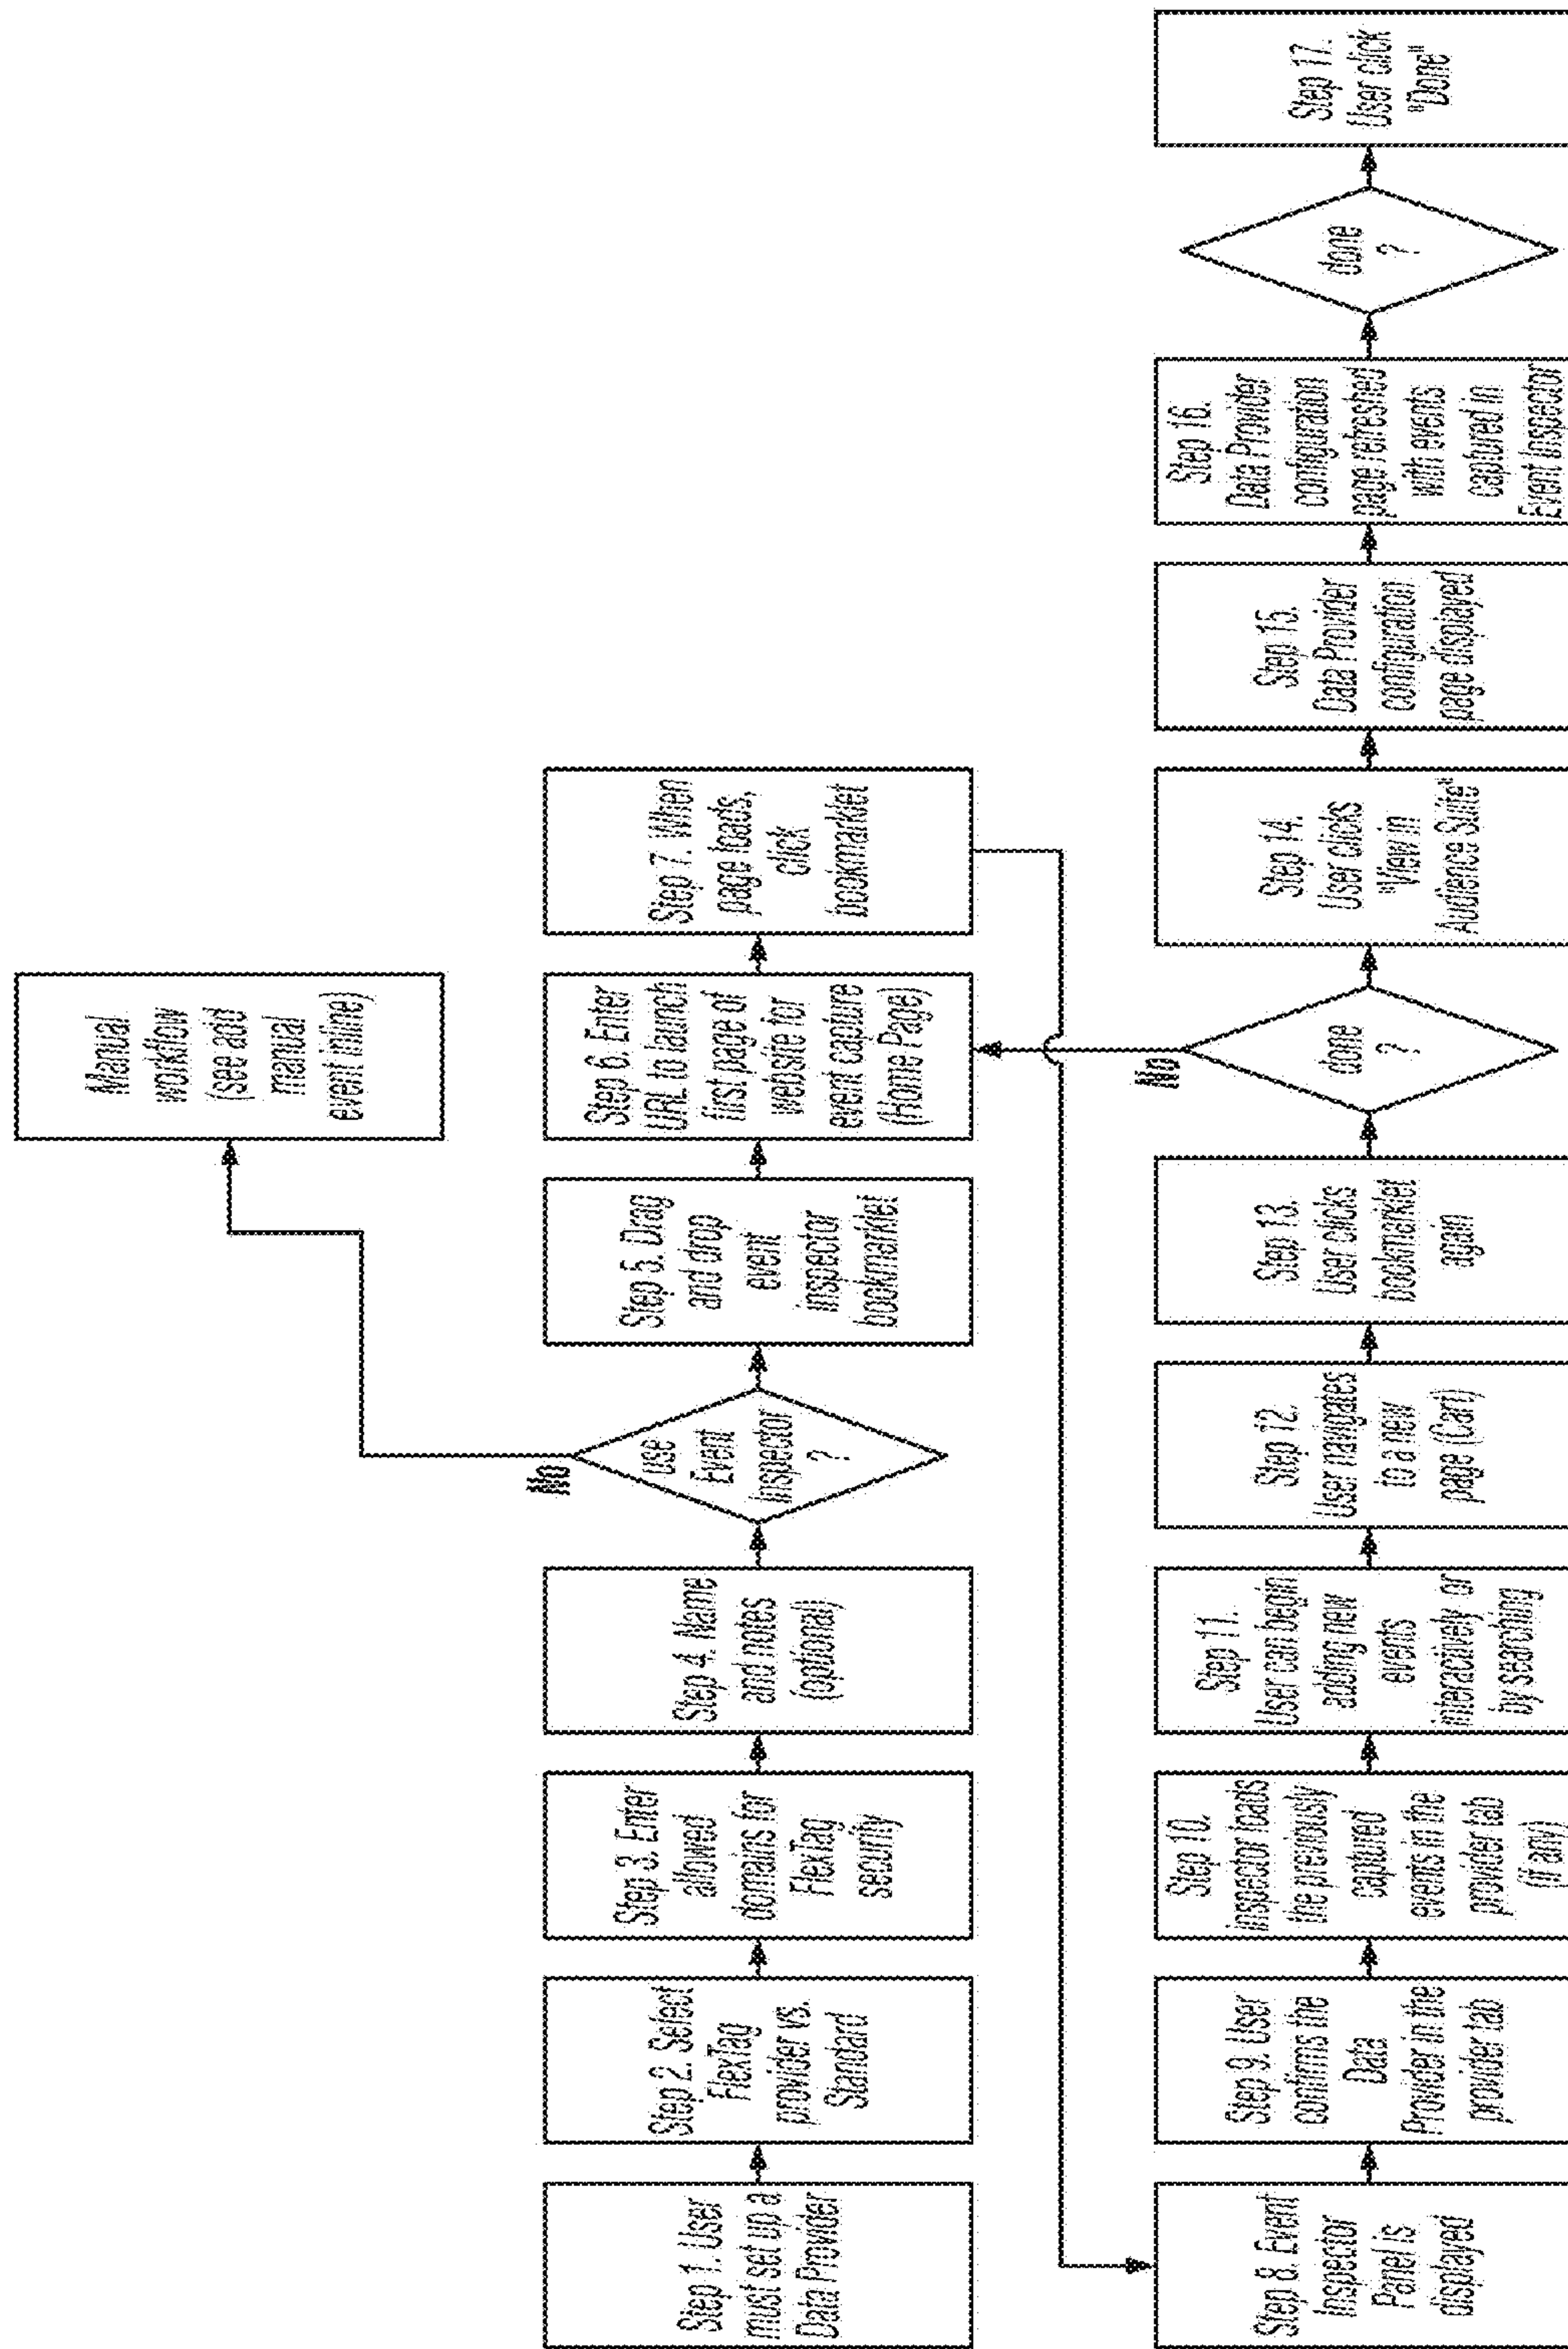 Manual
workflow
(see add
manual
event inline)
Step 1. User
must set up a
Data Provider
Step 2. Select
FlexTag
provider vs.
Standard
Step 3. Enter
allowed
domains for
FlexTag
security
Step 4. Name
and notes
(optional)
use
Event
Inspector
?
No
Step 5. Drag
and drop
event
inspector
bookmarklet
Step 6. Enter
URL to launch
first page of
website for
event capture
(Home Page)
Step 7. When
page loads,
click
bookmarklet
Step 8. Event
Inspector
Panel is
displayed
Step 9. User
confirms the
Data
Provider in the
provider tab
Step 10.
Inspector loads
the previously
captured
events in the
provider tab
(if any)
Step 11.
User can begin
adding new
events
interactively or
by searching
Step 12.
User navigates
to a new
page (Cart)
Step 13.
User clicks
bookmarklet
again
done
?
No
Step 14.
User clicks
"View in
Audience Suite"
Step 15.
Data Provider
configuration
page displayed
Step 16.
Data Provider
configuration
page refreshed
with events
captured in
Event Inspector
done
?
Step 17.
User click
"Done"